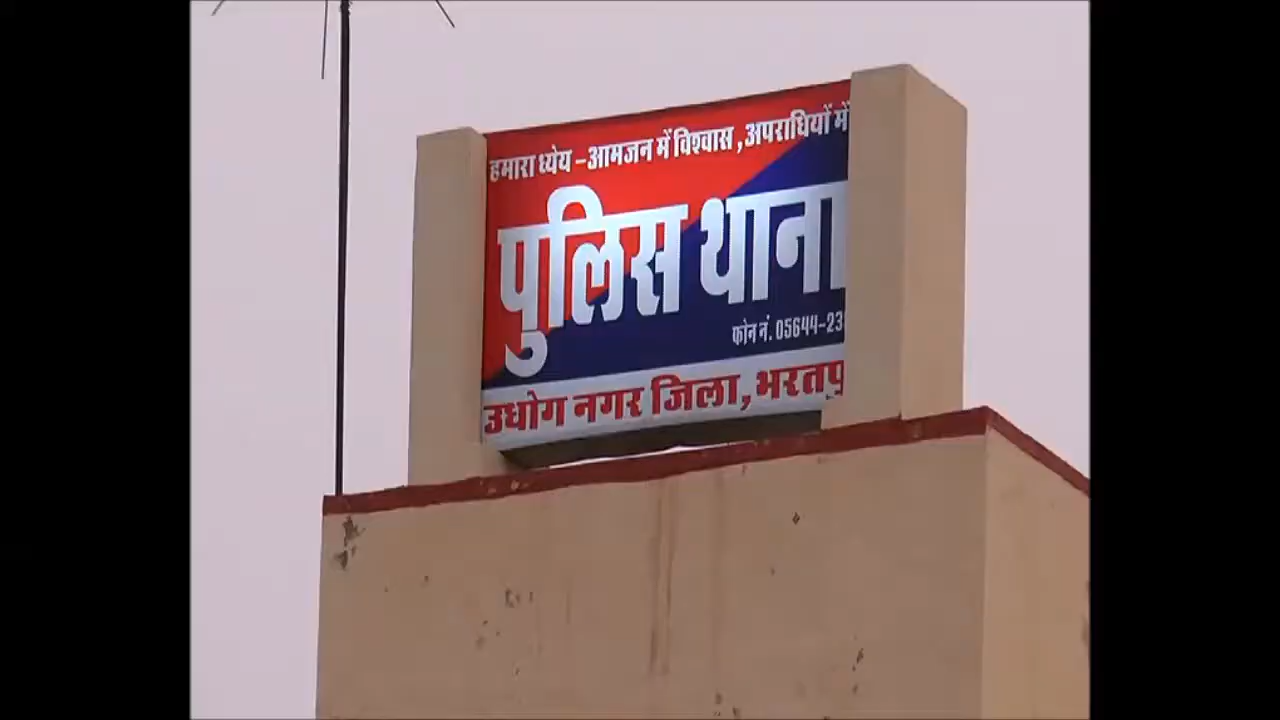 हमारा ध्येय -आमजन में विश्वास ,अपराधियों में
पुलिस थाना
फोन नं. 05644-23
उधोग नगर जिला,भरतपु